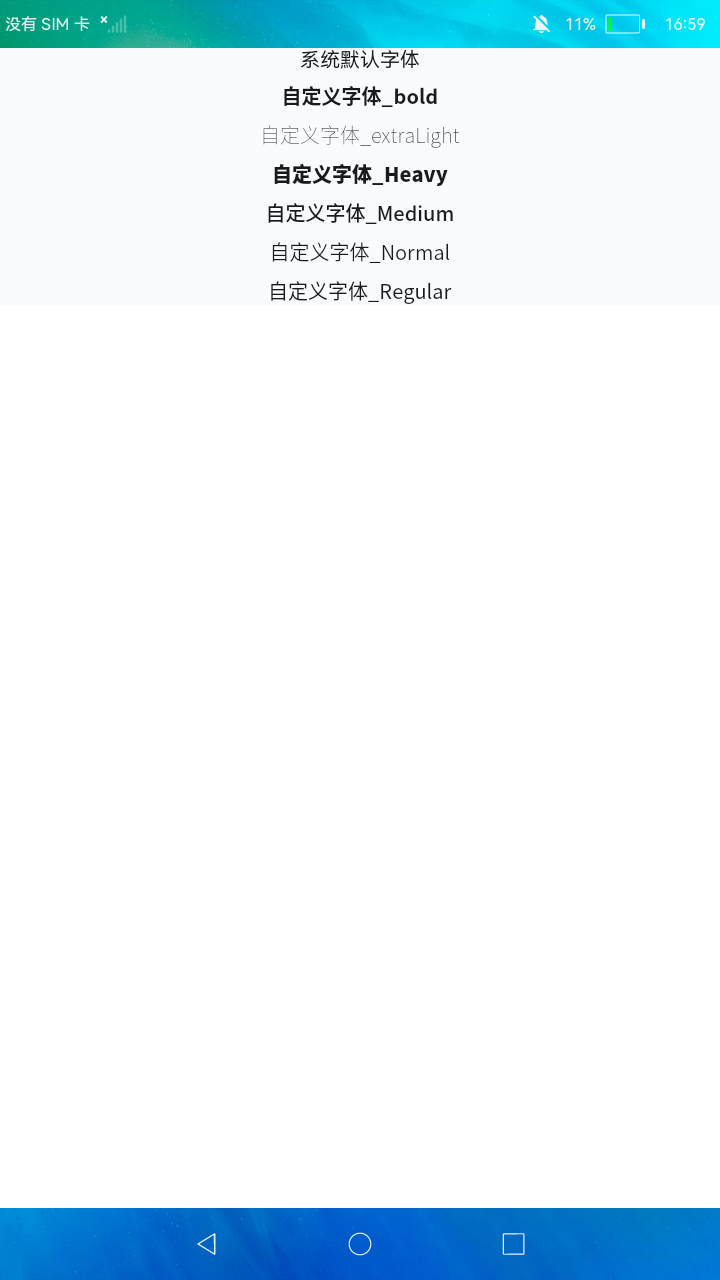 没有 SIM 卡 11% 16:59
系统默认字体
自定义字体_bold
自定义字体_extraLight
自定义字体_Heavy
自定义字体_Medium
自定义字体_Normal
自定义字体_Regular